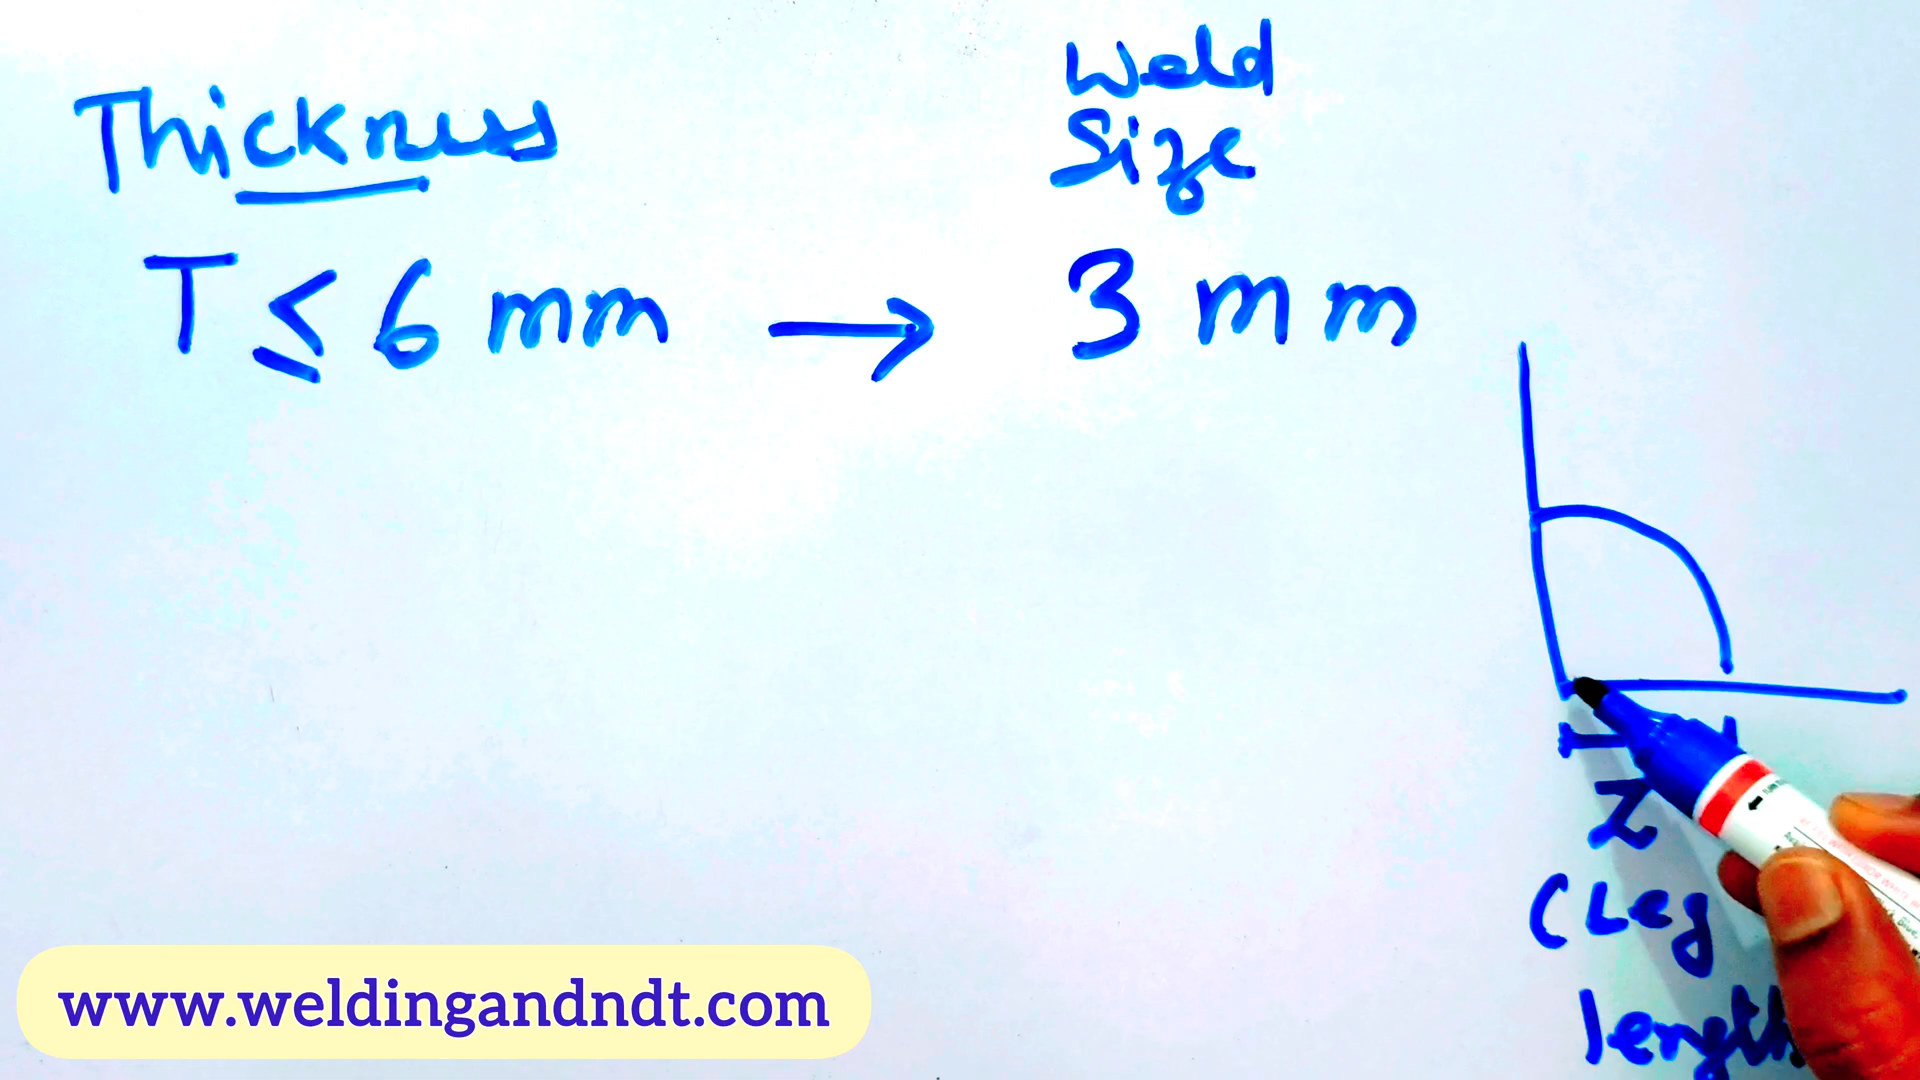 Thickness
Weld
Size
T ≤ 6 mm → 3 mm
Z
(Leg
length
www.weldingandndt.com